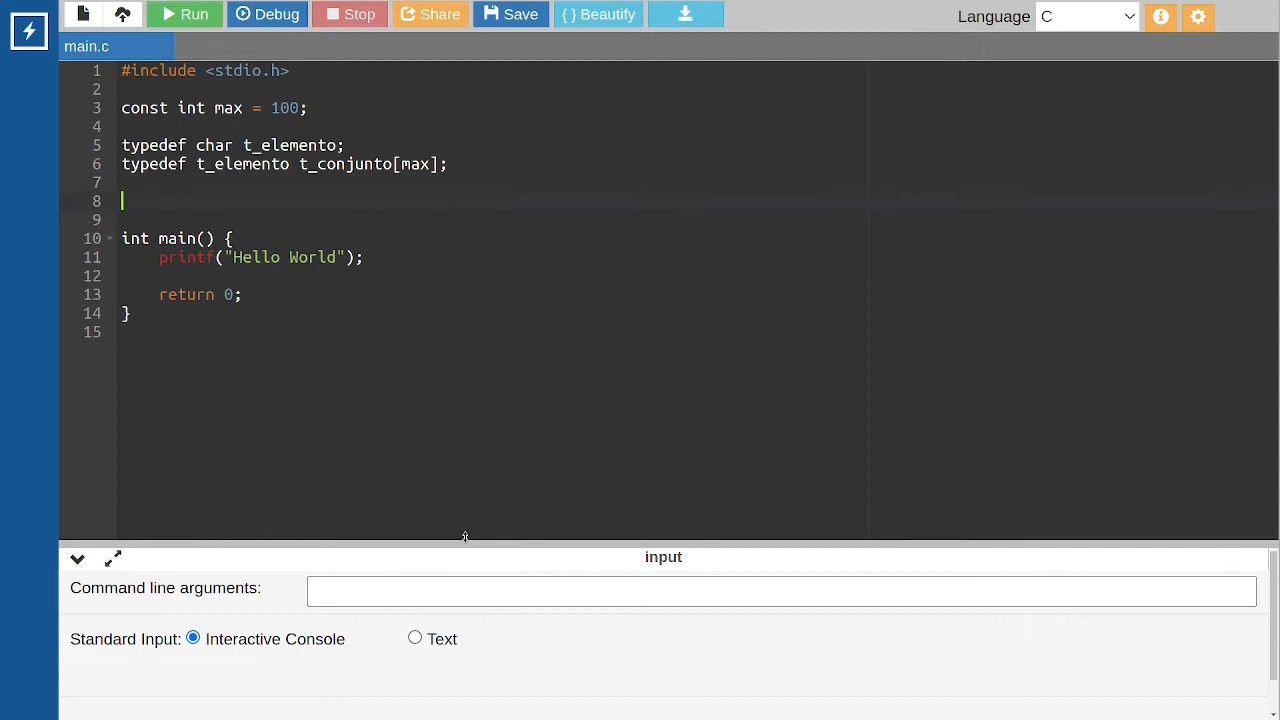 Run Debug Stop Share Save { } Beautify Language C
main.c
1 #include <stdio.h>
2
3 const int max = 100;
4
5 typedef char t_elemento;
6 typedef t_elemento t_conjunto[max];
7
8
9
10 int main() {
11 printf("Hello World");
12
13 return 0;
14 }
15
input
Command line arguments:
Standard Input: Interactive Console Text